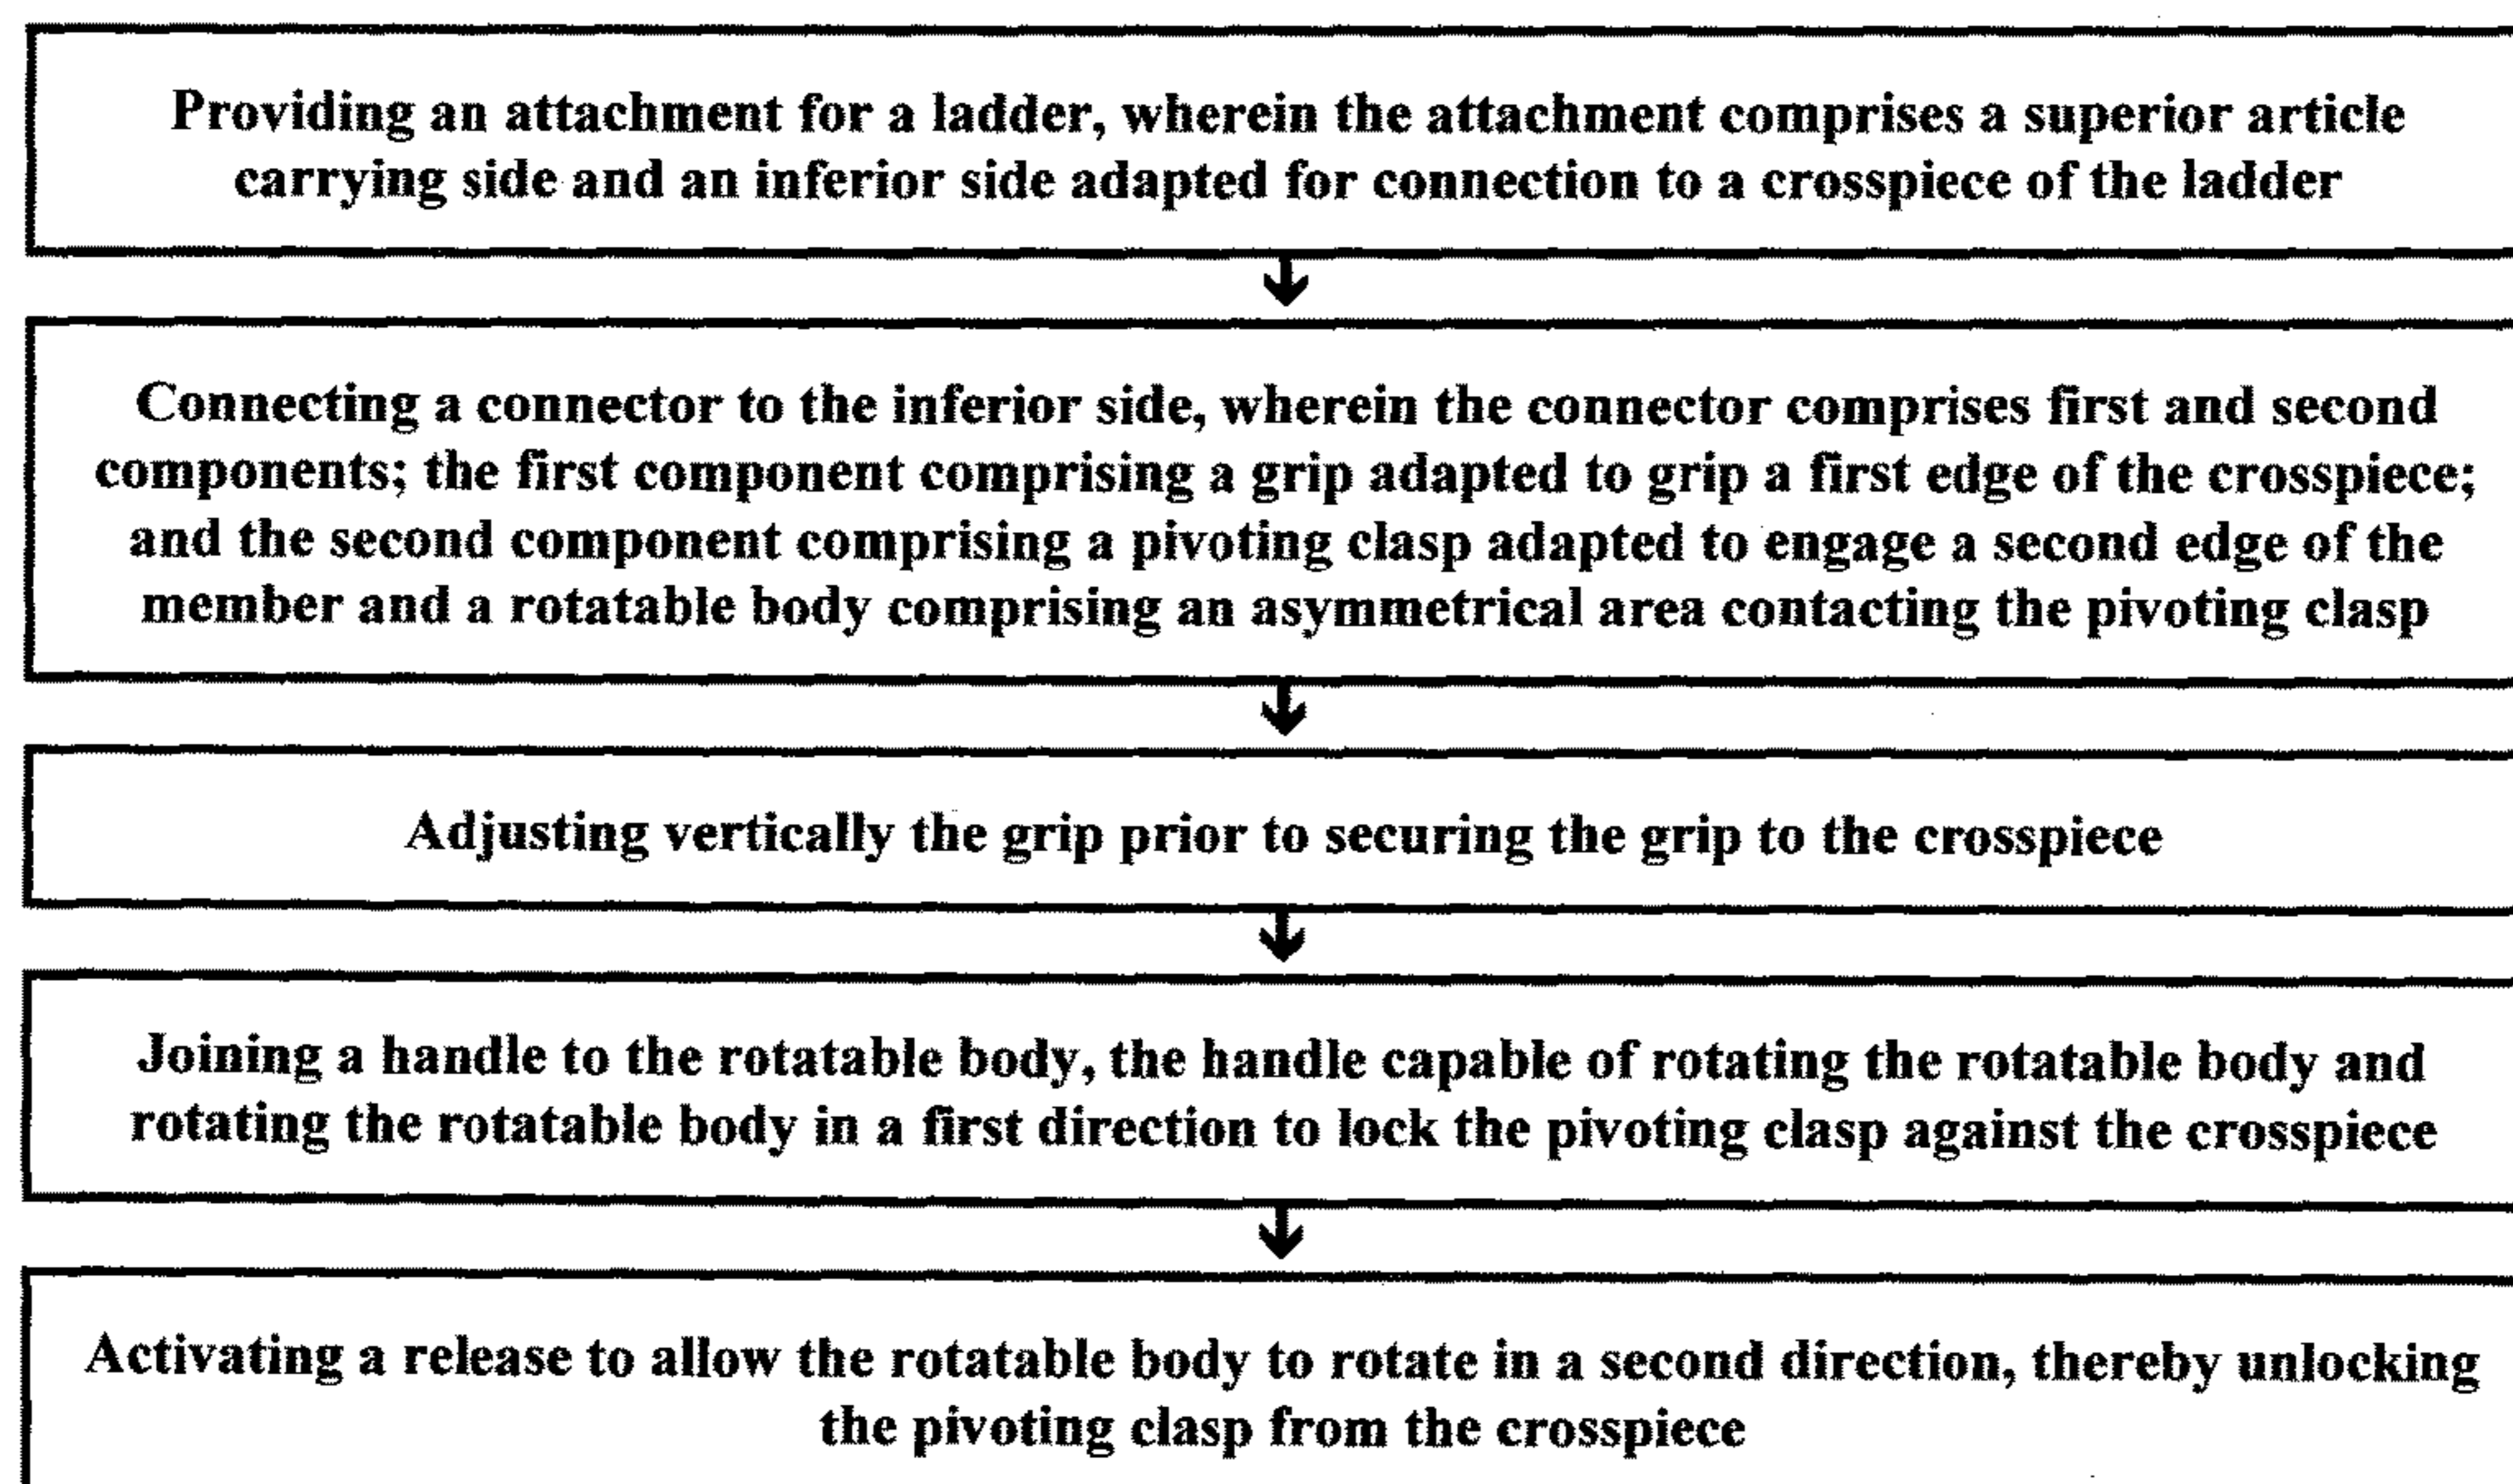 Providing an attachment for a ladder, wherein the attachment comprises a superior article
carrying side and an inferior side adapted for connection to a crosspiece of the ladder
Connecting a connector to the inferior side, wherein the connector comprises first and second
components; the first component comprising a grip adapted to grip a first edge of the crosspiece;
and the second component comprising a pivoting clasp adapted to engage a second edge of the
member and a rotatable body comprising an asymmetrical area contacting the pivoting clasp
Adjusting vertically the grip prior to securing the grip to the crosspiece
Joining a handle to the rotatable body, the handle capable of rotating the rotatable body and
rotating the rotatable body in a first direction to lock the pivoting clasp against the crosspiece
Activating a release to allow the rotatable body to rotate in a second direction, thereby unlocking
the pivoting clasp from the crosspiece